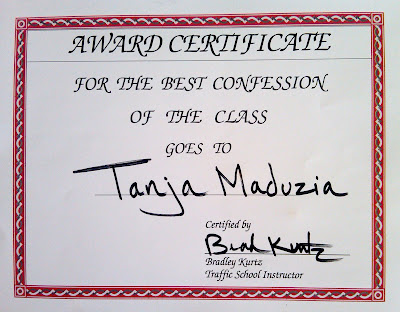 AWARD CERTIFICATE
FOR THE BEST CONFESSION
OF THE CLASS
GOES TO
Tanja Maduzia
Certified by
Brad Kurtz
Bradley Kurtz
Traffic School Instructor